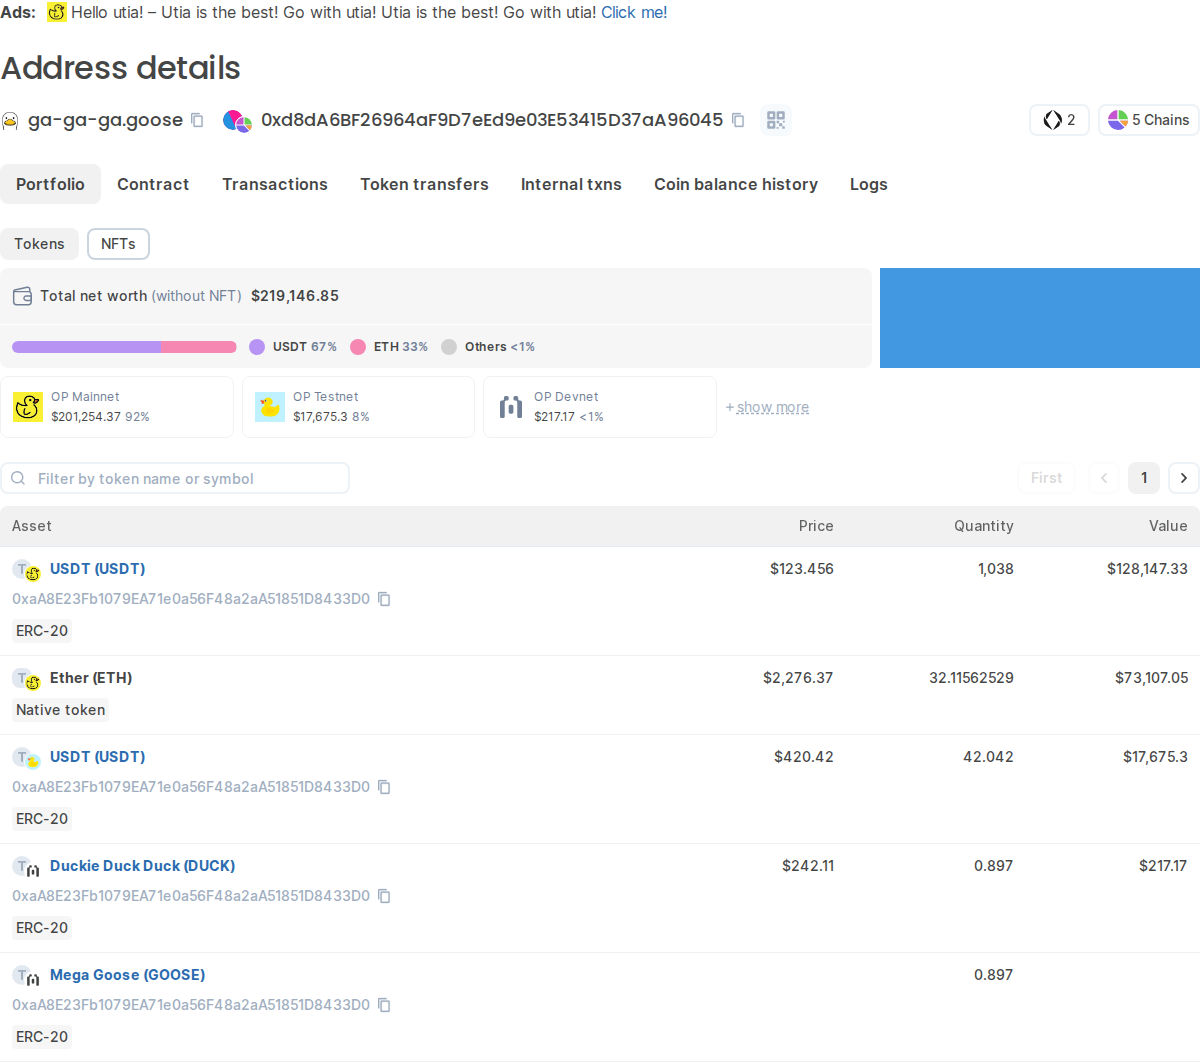 Ads: Hello utia! – Utia is the best! Go with utia! Utia is the best! Go with utia! Click me!
Address details
ga-ga-ga.goose 0xd8dA6BF26964aF9D7eEd9e03E53415D37aA96045 2 5 Chains
Portfolio Contract Transactions Token transfers Internal txns Coin balance history Logs
Tokens NFTs
Total net worth (without NFT) $219,146.85
USDT 67% ETH 33% Others <1%
OP Mainnet
$201,254.37 92%
OP Testnet
$17,675.3 8%
OP Devnet
$217.17 <1%
+ show more
Filter by token name or symbol First 1
Asset Price Quantity Value
T USDT (USDT) $123.456 1,038 $128,147.33
0xaA8E23Fb1079EA71e0a56F48a2aA51851D8433D0
ERC-20
T Ether (ETH) $2,276.37 32.11562529 $73,107.05
Native token
T USDT (USDT) $420.42 42.042 $17,675.3
0xaA8E23Fb1079EA71e0a56F48a2aA51851D8433D0
ERC-20
T Duckie Duck Duck (DUCK) $242.11 0.897 $217.17
0xaA8E23Fb1079EA71e0a56F48a2aA51851D8433D0
ERC-20
T Mega Goose (GOOSE) 0.897
0xaA8E23Fb1079EA71e0a56F48a2aA51851D8433D0
ERC-20